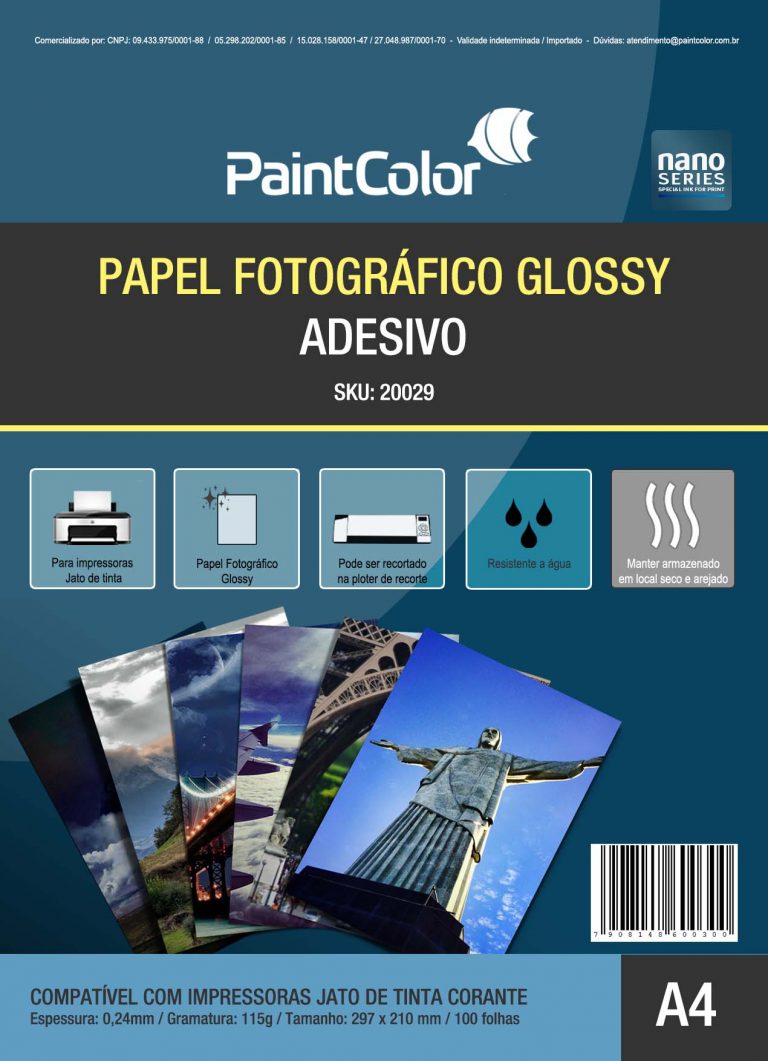 Comercializado por: CNPJ: 09.433.975/0001-88 / 05.298.202/0001-85 / 15.028.158/0001-47 / 27.048.987/0001-70 - Validade indeterminada / Importado - Dúvidas: atendimento@paintcolor.com.br
PaintColor
nano
SERIES
SPECIAL INK FOR PRINT
PAPEL FOTOGRÁFICO GLOSSY
ADESIVO
SKU: 20029
Para impressoras
Jato de tinta
Papel Fotográfico
Glossy
Pode ser recortado
na ploter de recorte
Resistente a água
Manter armazenado
em local seco e arejado
7908148600300
COMPATÍVEL COM IMPRESSORAS JATO DE TINTA CORANTE
Espessura: 0,24mm / Gramatura: 115g / Tamanho: 297 x 210 mm / 100 folhas
A4